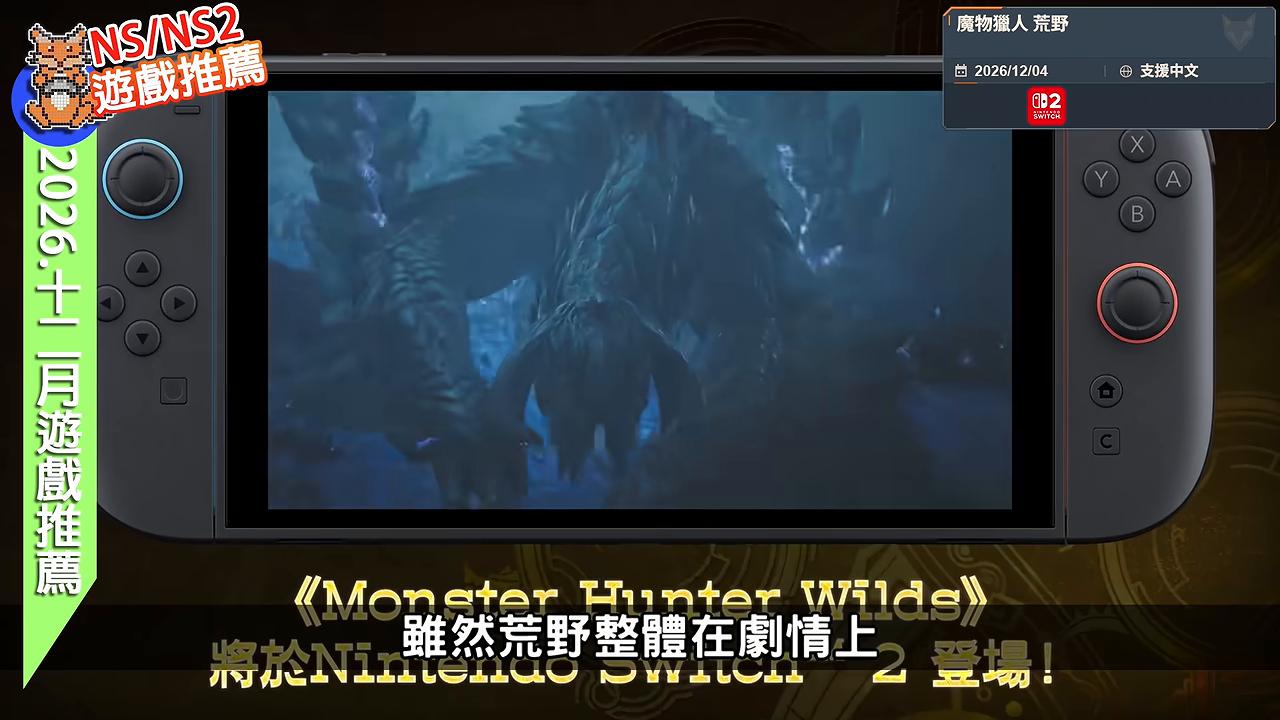 NS/NS2
遊戲推薦
2026.十二月遊戲推薦
魔物獵人 荒野
2026/12/04
支援中文
2
NINTENDO
SWITCH
X
Y
A
B
C
《Monster Hunter Wilds》
雖然荒野整體在劇情上
將於Nintendo Switch™ 2 登場!